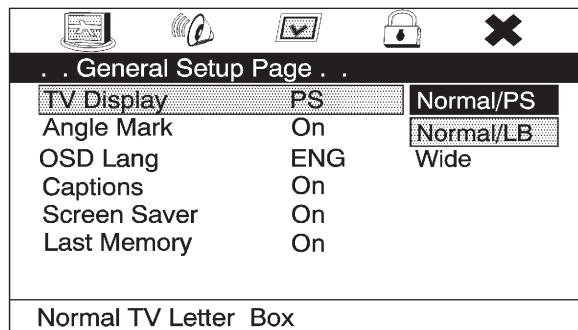 . . General Setup Page . .
TV Display PS Normal/PS
Angle Mark On Normal/LB
OSD Lang ENG Wide
Captions On
Screen Saver On
Last Memory On
Normal TV Letter Box